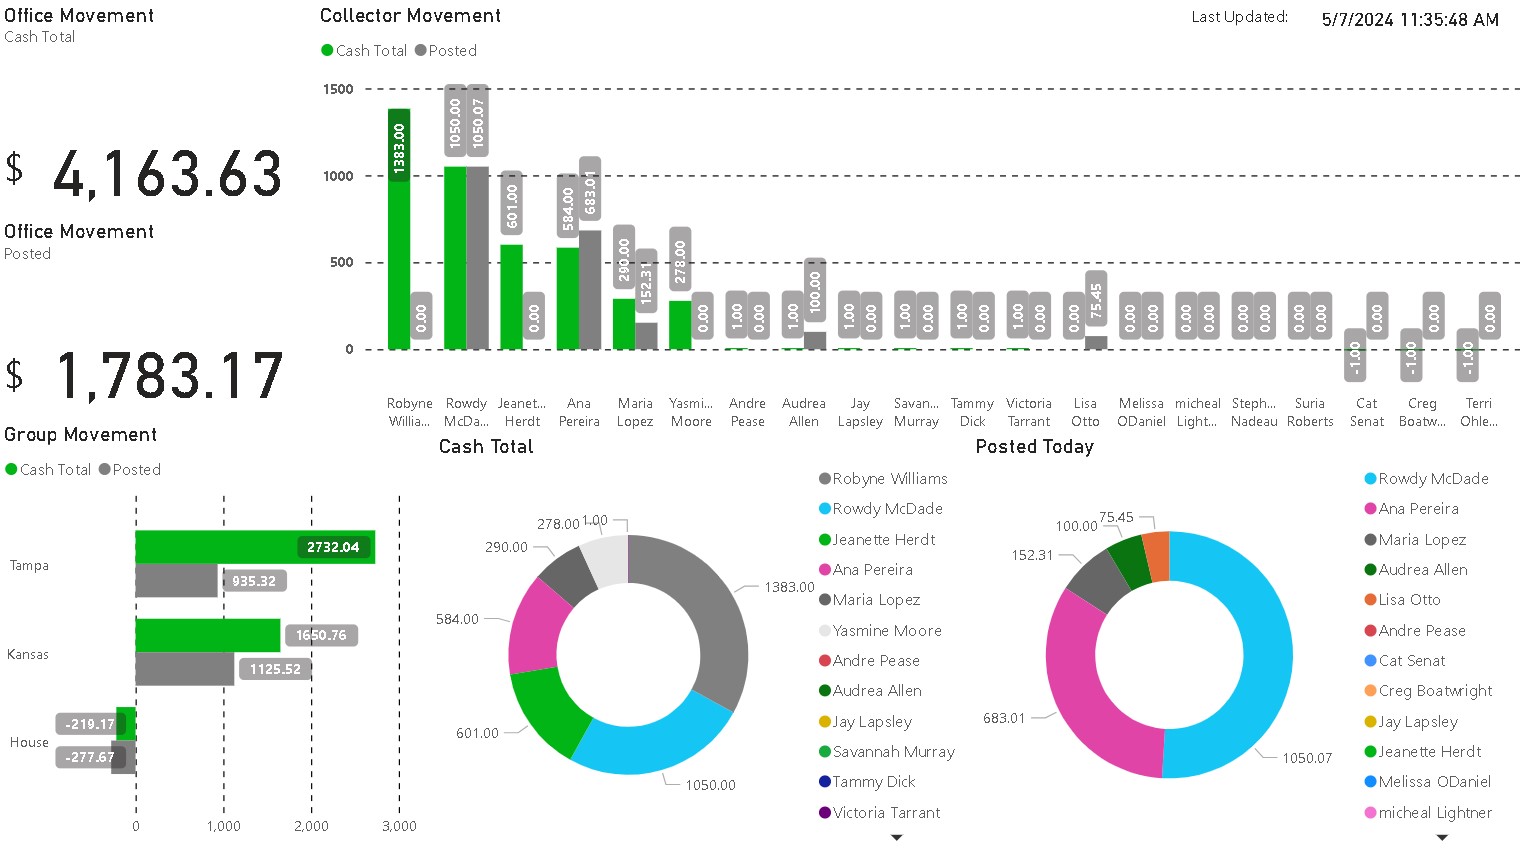 Office Movement
Cash Total
$ 4,163.63
Office Movement
Posted
$ 1,783.17
Collector Movement
Cash Total Posted
Last Updated: 5/7/2024 11:35:48 AM
1500
1000
500
0
1383.00 0.00 1050.00 1050.07 601.00 0.00 584.00 683.01 290.00 152.31 278.00 0.00 1.00 0.00 1.00 100.00 1.00 0.00 1.00 0.00 1.00 0.00 1.00 0.00 0.00 75.45 0.00 0.00 0.00 0.00 0.00 0.00 0.00 0.00 -1.00 0.00 -1.00 0.00 -1.00 0.00
Robyne Willia...
Rowdy McDa...
Jeanet... Herdt
Ana Pereira
Maria Lopez
Yasmi... Moore
Andre Pease
Audrea Allen
Jay Lapsley
Savan... Murray
Tammy Dick
Victoria Tarrant
Lisa Otto
Melissa ODaniel
micheal Light...
Steph... Nadeau
Suria Roberts
Cat Senat
Creg Boatw...
Terri Ohle...
Group Movement
Cash Total Posted
Tampa
2732.04
935.32
Kansas
1650.76
1125.52
House
-219.17
-277.67
0 1,000 2,000 3,000
Cash Total
1.00
278.00
290.00
584.00
601.00
1050.00
1383.00
Robyne Williams
Rowdy McDade
Jeanette Herdt
Ana Pereira
Maria Lopez
Yasmine Moore
Andre Pease
Audrea Allen
Jay Lapsley
Savannah Murray
Tammy Dick
Victoria Tarrant
Posted Today
75.45
100.00
152.31
683.01
1050.07
Rowdy McDade
Ana Pereira
Maria Lopez
Audrea Allen
Lisa Otto
Andre Pease
Cat Senat
Creg Boatwright
Jay Lapsley
Jeanette Herdt
Melissa ODaniel
micheal Lightner